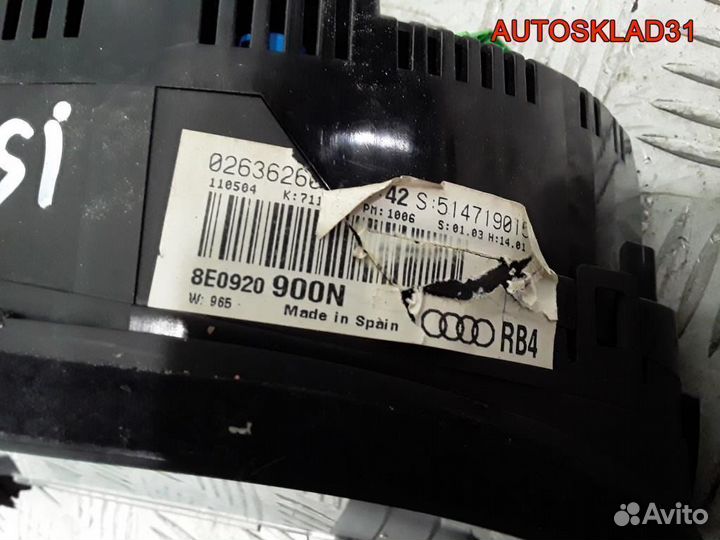 AUTOSKLAD31
si
02636266
42 S:514719015
110504 K:711
PM:1006 S:01.03 H:14.01
8E0920 900N
W: 965
Made in Spain
RB4
Avito